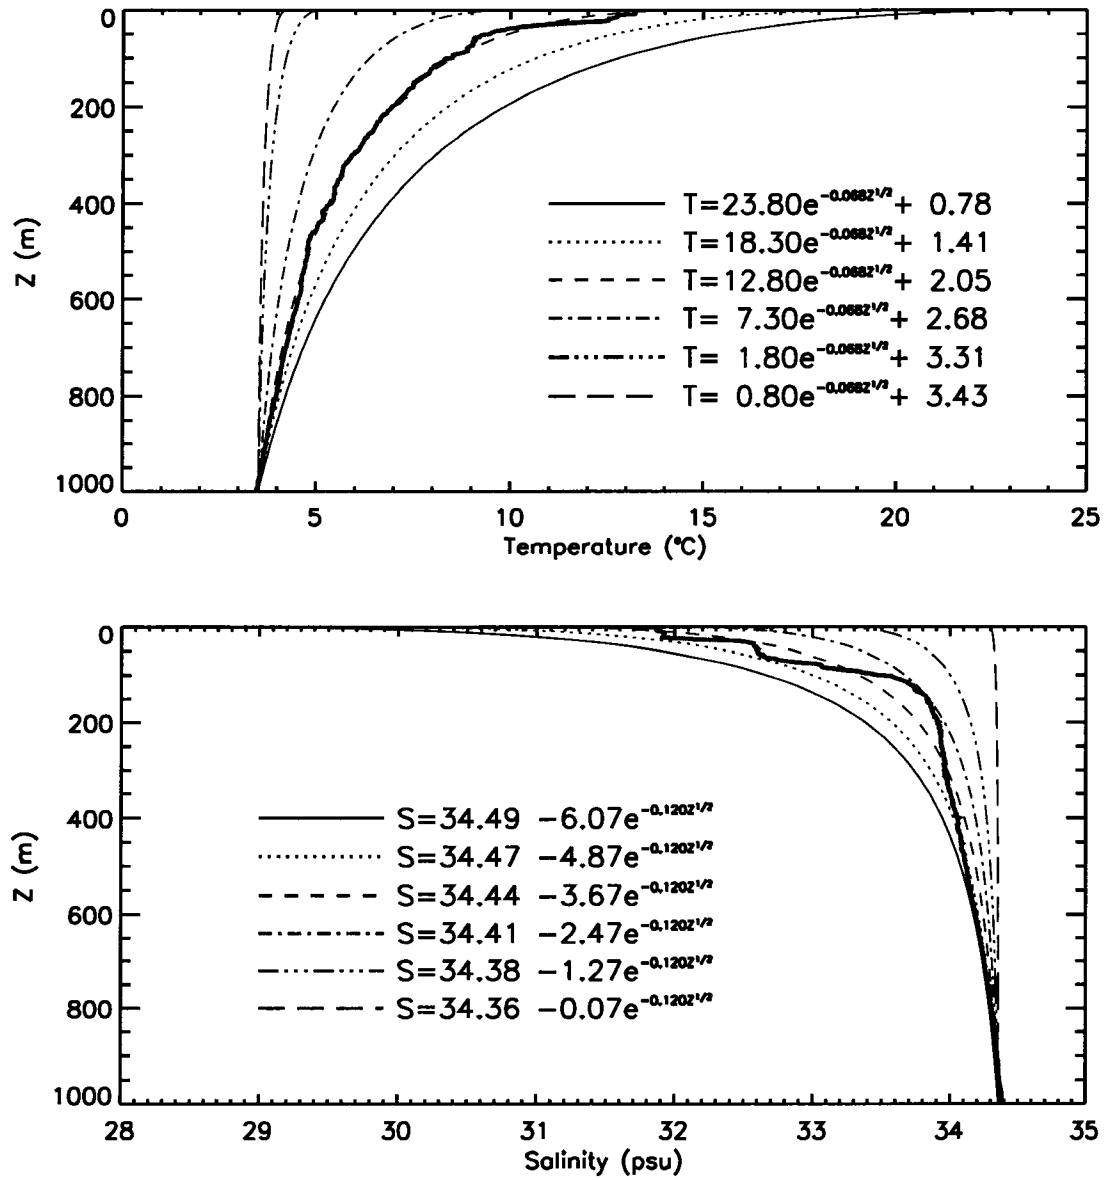 0
200
400
600
800
1000
Z (m)
T=23.80e^-0.068Z^1/2 + 0.78
T=18.30e^-0.068Z^1/2 + 1.41
T=12.80e^-0.068Z^1/2 + 2.05
T= 7.30e^-0.068Z^1/2 + 2.68
T= 1.80e^-0.068Z^1/2 + 3.31
T= 0.80e^-0.068Z^1/2 + 3.43
0 5 10 15 20 25
Temperature (°C)
0
200
400
600
800
1000
Z (m)
S=34.49 −6.07e^-0.120Z^1/2
S=34.47 −4.87e^-0.120Z^1/2
S=34.44 −3.67e^-0.120Z^1/2
S=34.41 −2.47e^-0.120Z^1/2
S=34.38 −1.27e^-0.120Z^1/2
S=34.36 −0.07e^-0.120Z^1/2
28 29 30 31 32 33 34 35
Salinity (psu)